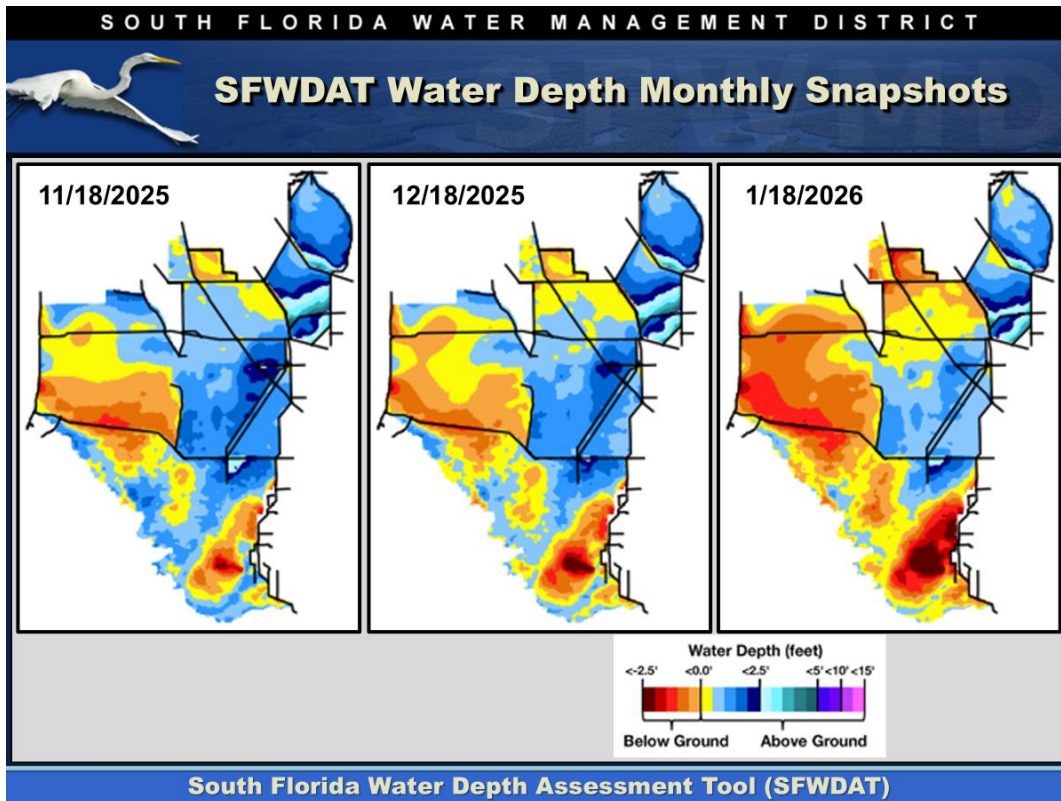 SOUTH FLORIDA WATER MANAGEMENT DISTRICT
SFWDAT Water Depth Monthly Snapshots
11/18/2025
12/18/2025
1/18/2026
Water Depth (feet)
<-2.5' <0.0' <2.5' <5' <10' <15'
Below Ground Above Ground
South Florida Water Depth Assessment Tool (SFWDAT)